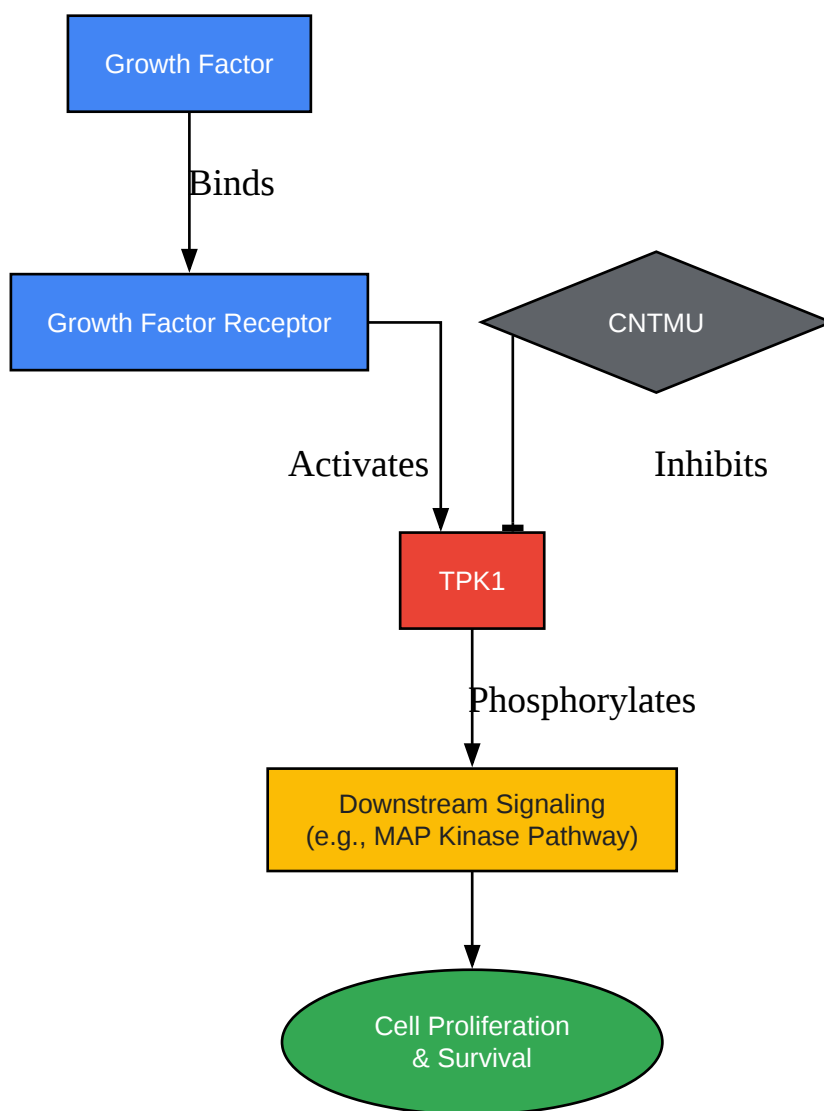 Growth Factor
Binds
Growth Factor Receptor
CNTMU
Activates
Inhibits
TPK1
Phosphorylates
Downstream Signaling
(e.g., MAP Kinase Pathway)
Cell Proliferation
& Survival